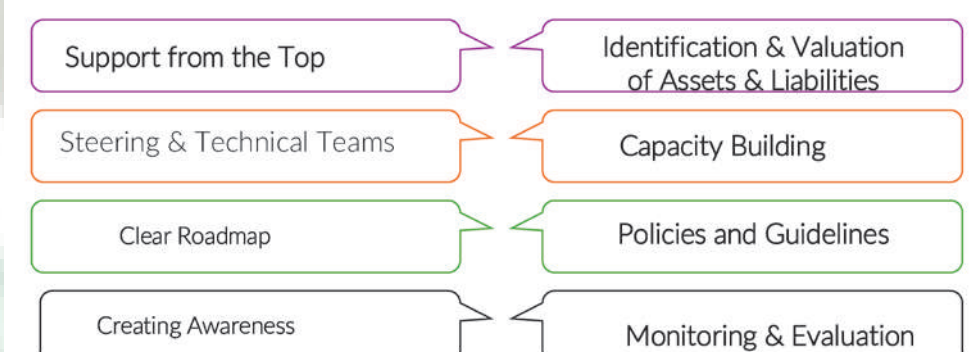 Support from the Top
Identification & Valuation
of Assets & Liabilities
Steering & Technical Teams
Capacity Building
Clear Roadmap
Policies and Guidelines
Creating Awareness
Monitoring & Evaluation